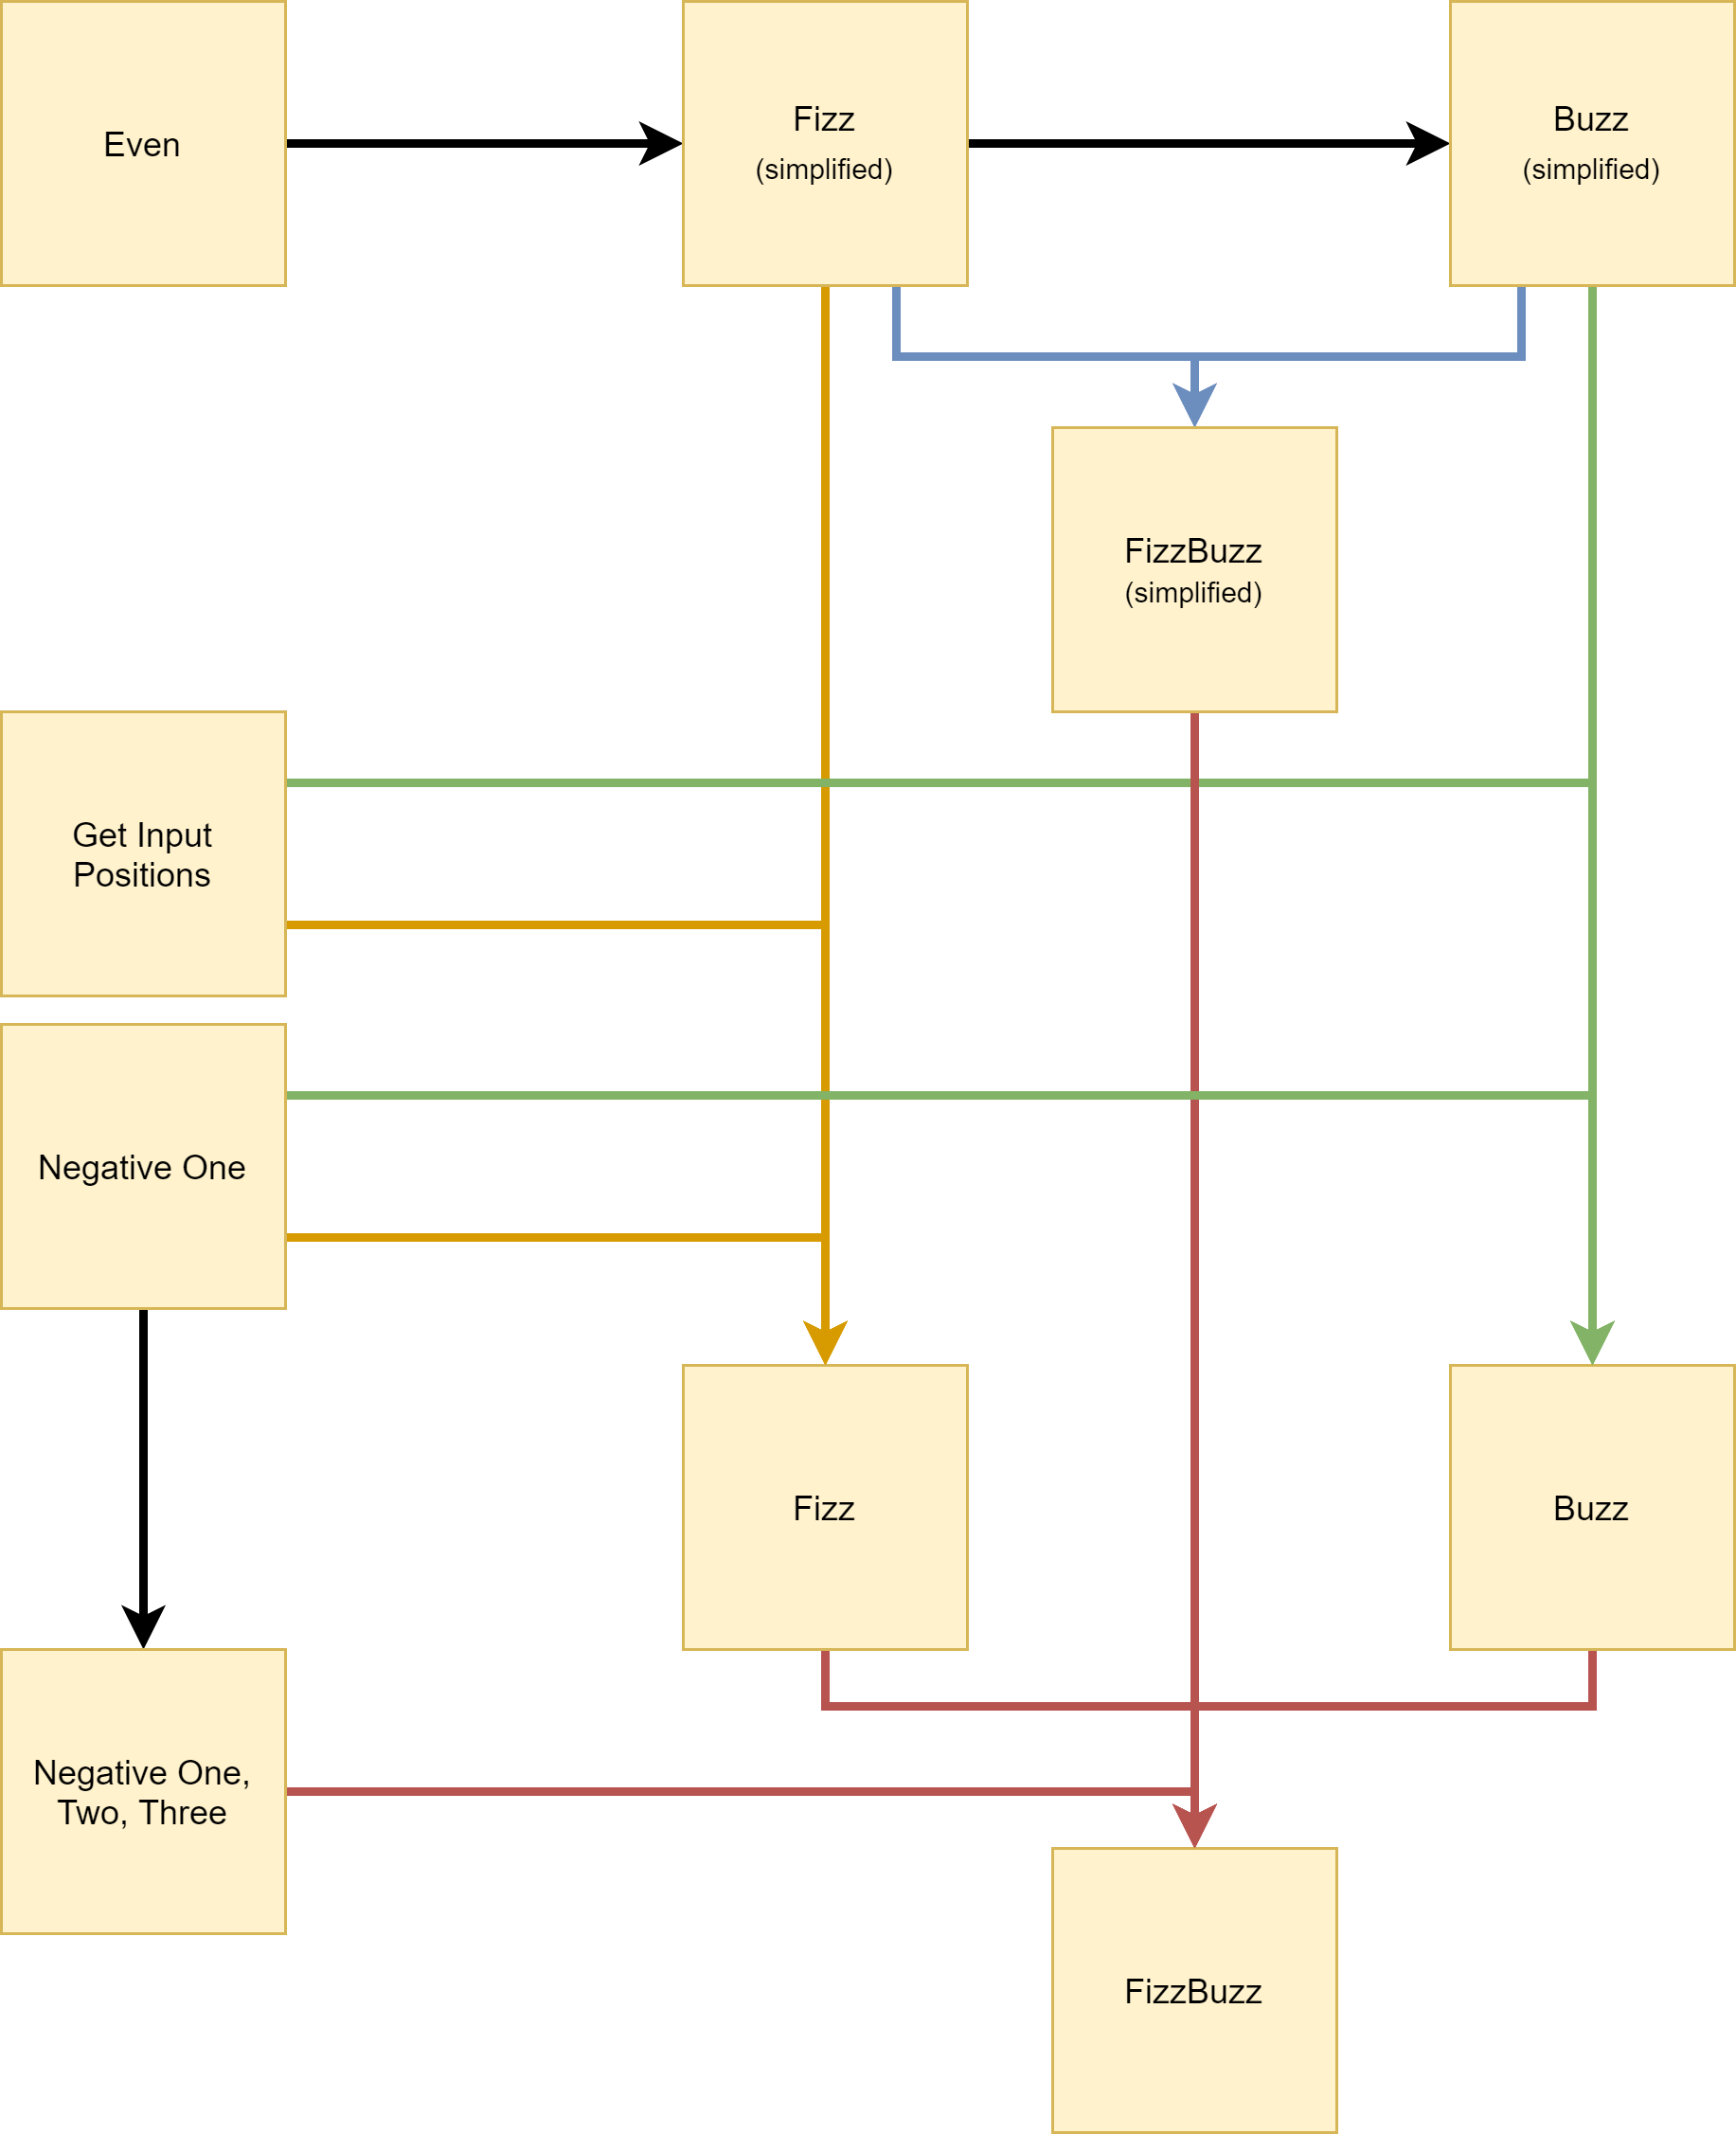 Even
Fizz
(simplified)
Buzz
(simplified)
FizzBuzz
(simplified)
Get Input
Positions
Negative One
Fizz
Buzz
Negative One,
Two, Three
FizzBuzz